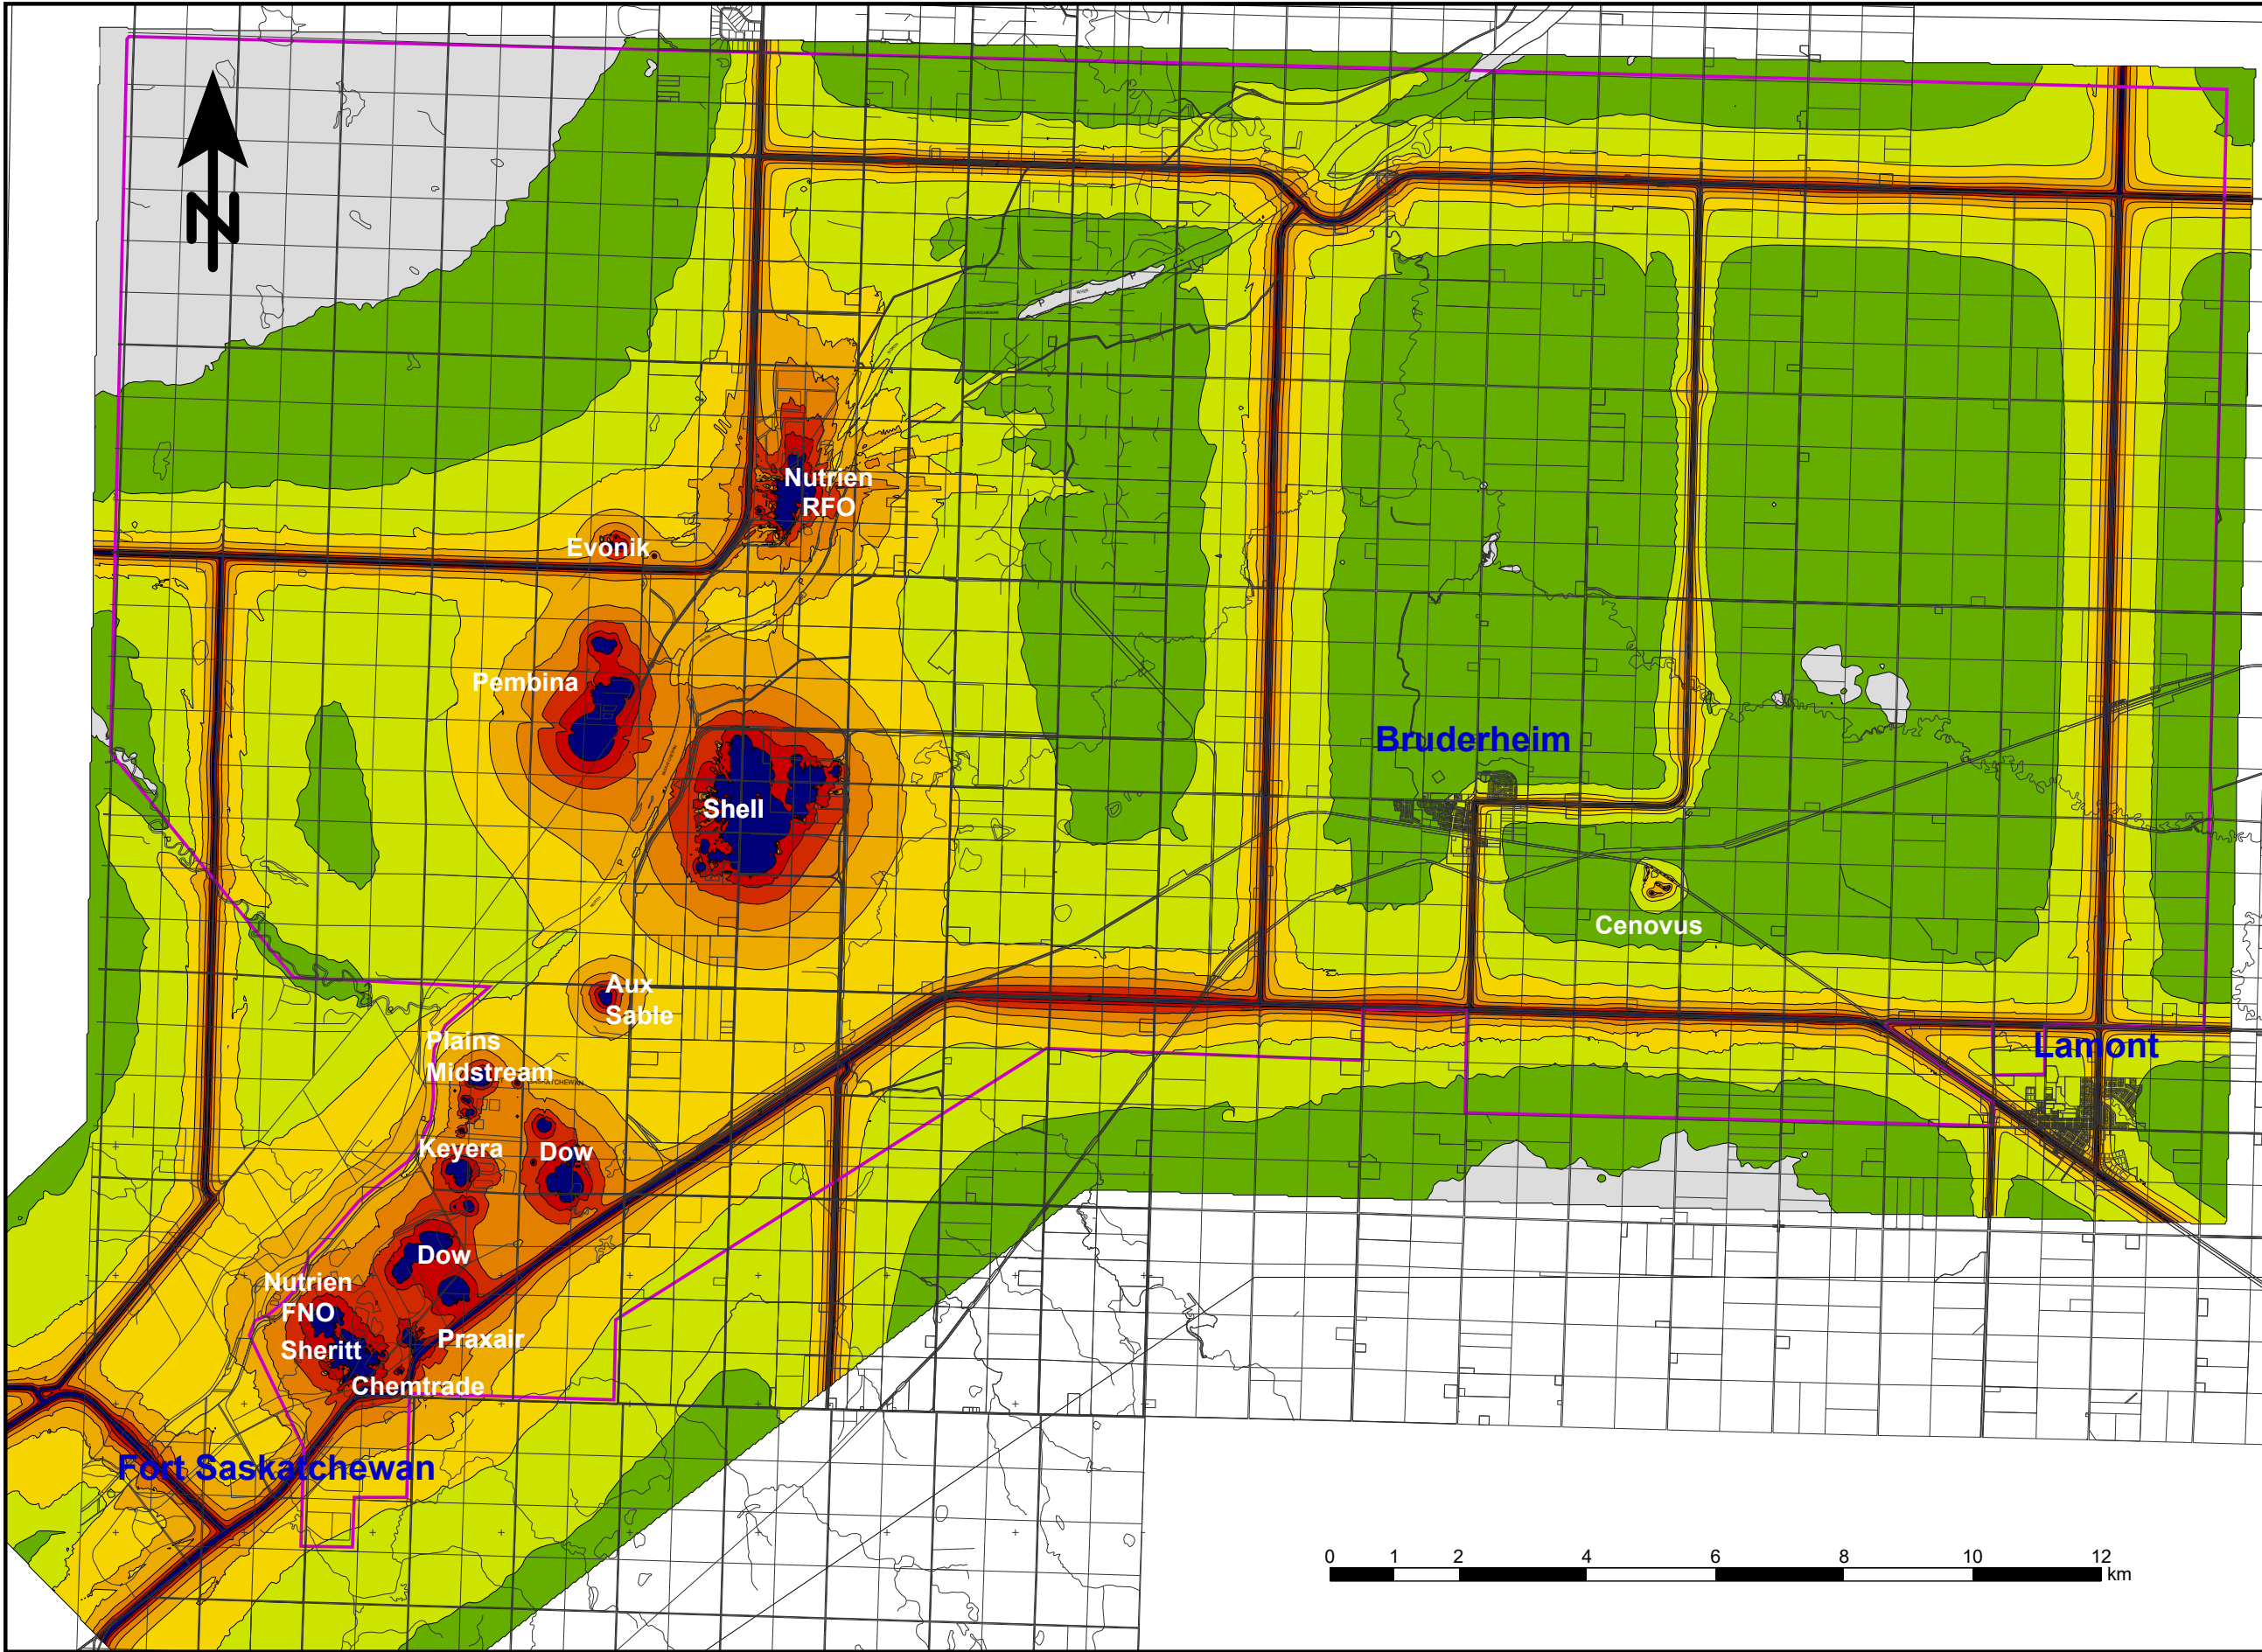 N
Nutrien
RFO
Evonik
Pembina
Shell
Bruderheim
Cenovus
Aux
Sable
Plains
Midstream
Lamont
Keyera
Dow
Dow
Nutrien
FNO
Sheritt
Praxair
Chemtrade
Fort Saskatchewan
0 1 2 4 6 8 10 12
km